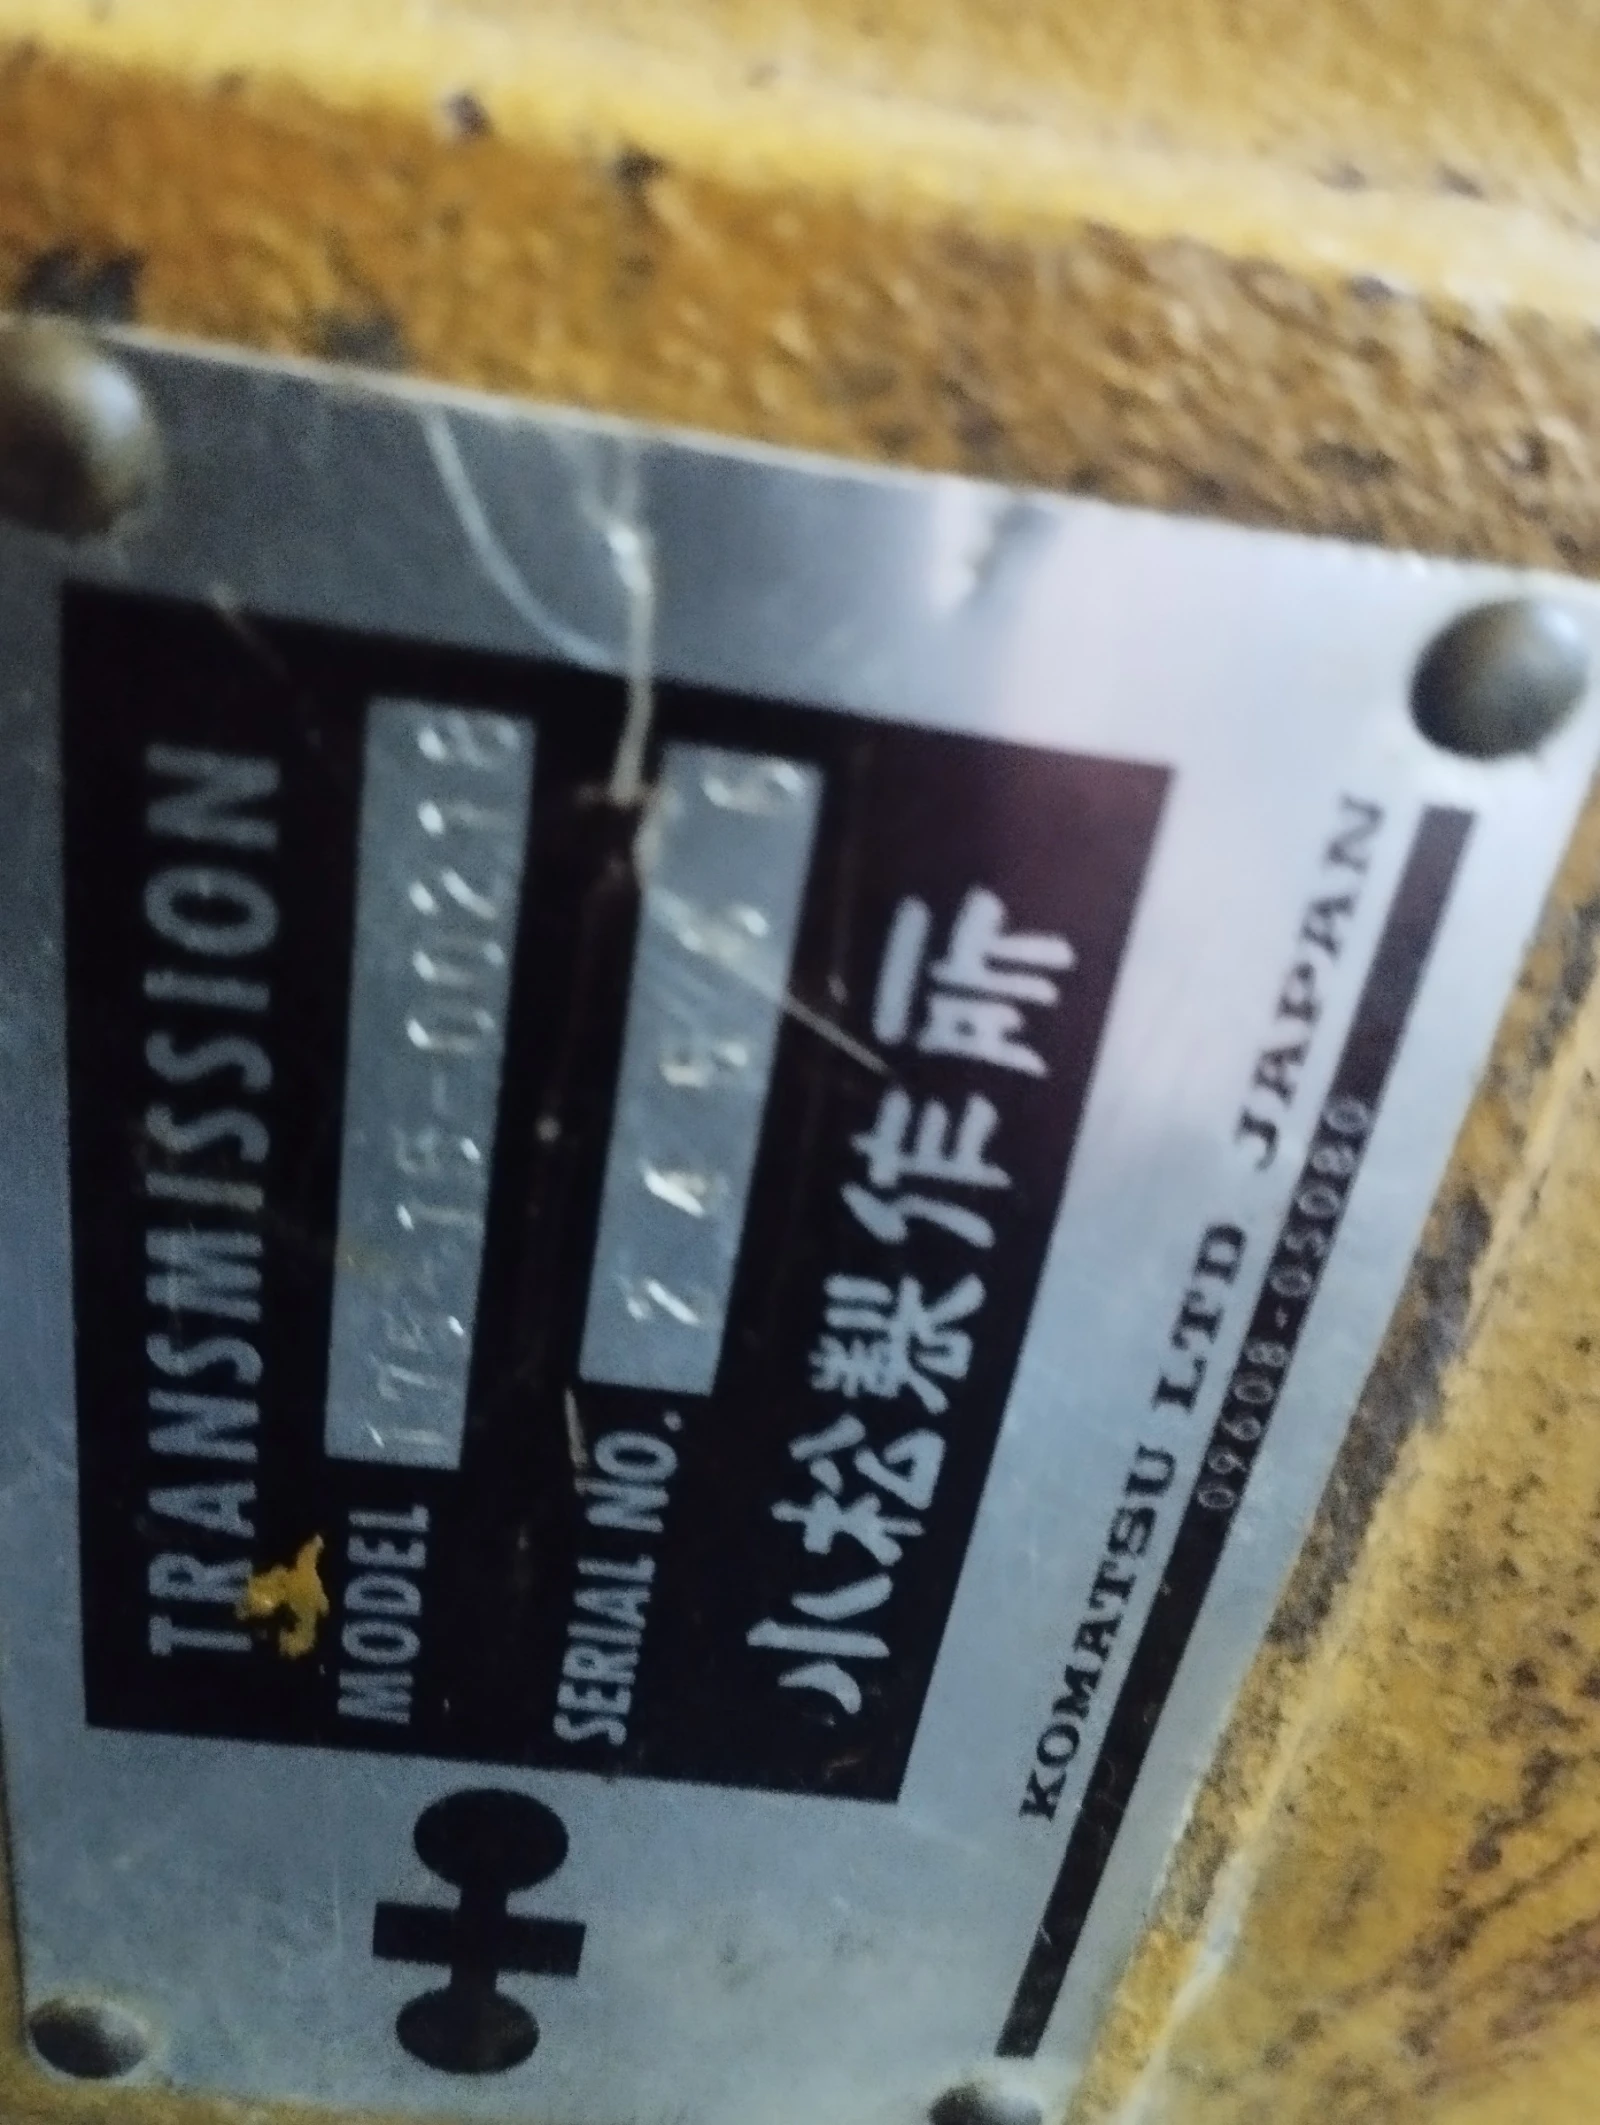 TRANSMISSION
MODEL
SERIAL NO.
小松製作所
KOMATSU LTD JAPAN
09608-05080